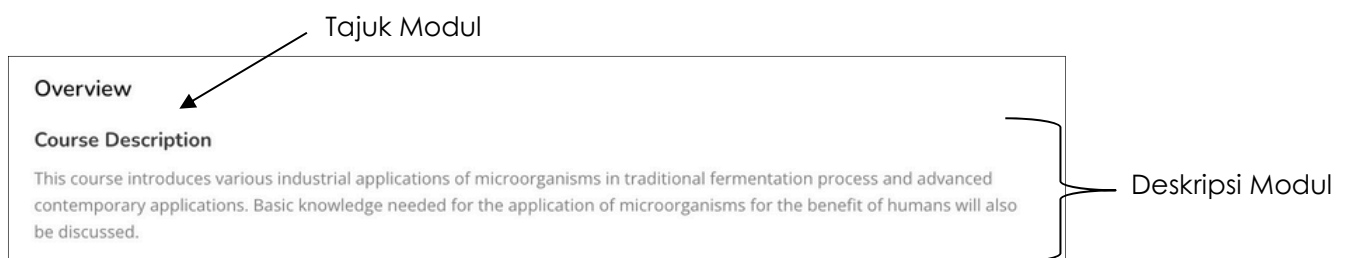 Tajuk Modul
Overview
Course Description
This course introduces various industrial applications of microorganisms in traditional fermentation process and advanced
contemporary applications. Basic knowledge needed for the application of microorganisms for the benefit of humans will also
be discussed.
Deskripsi Modul